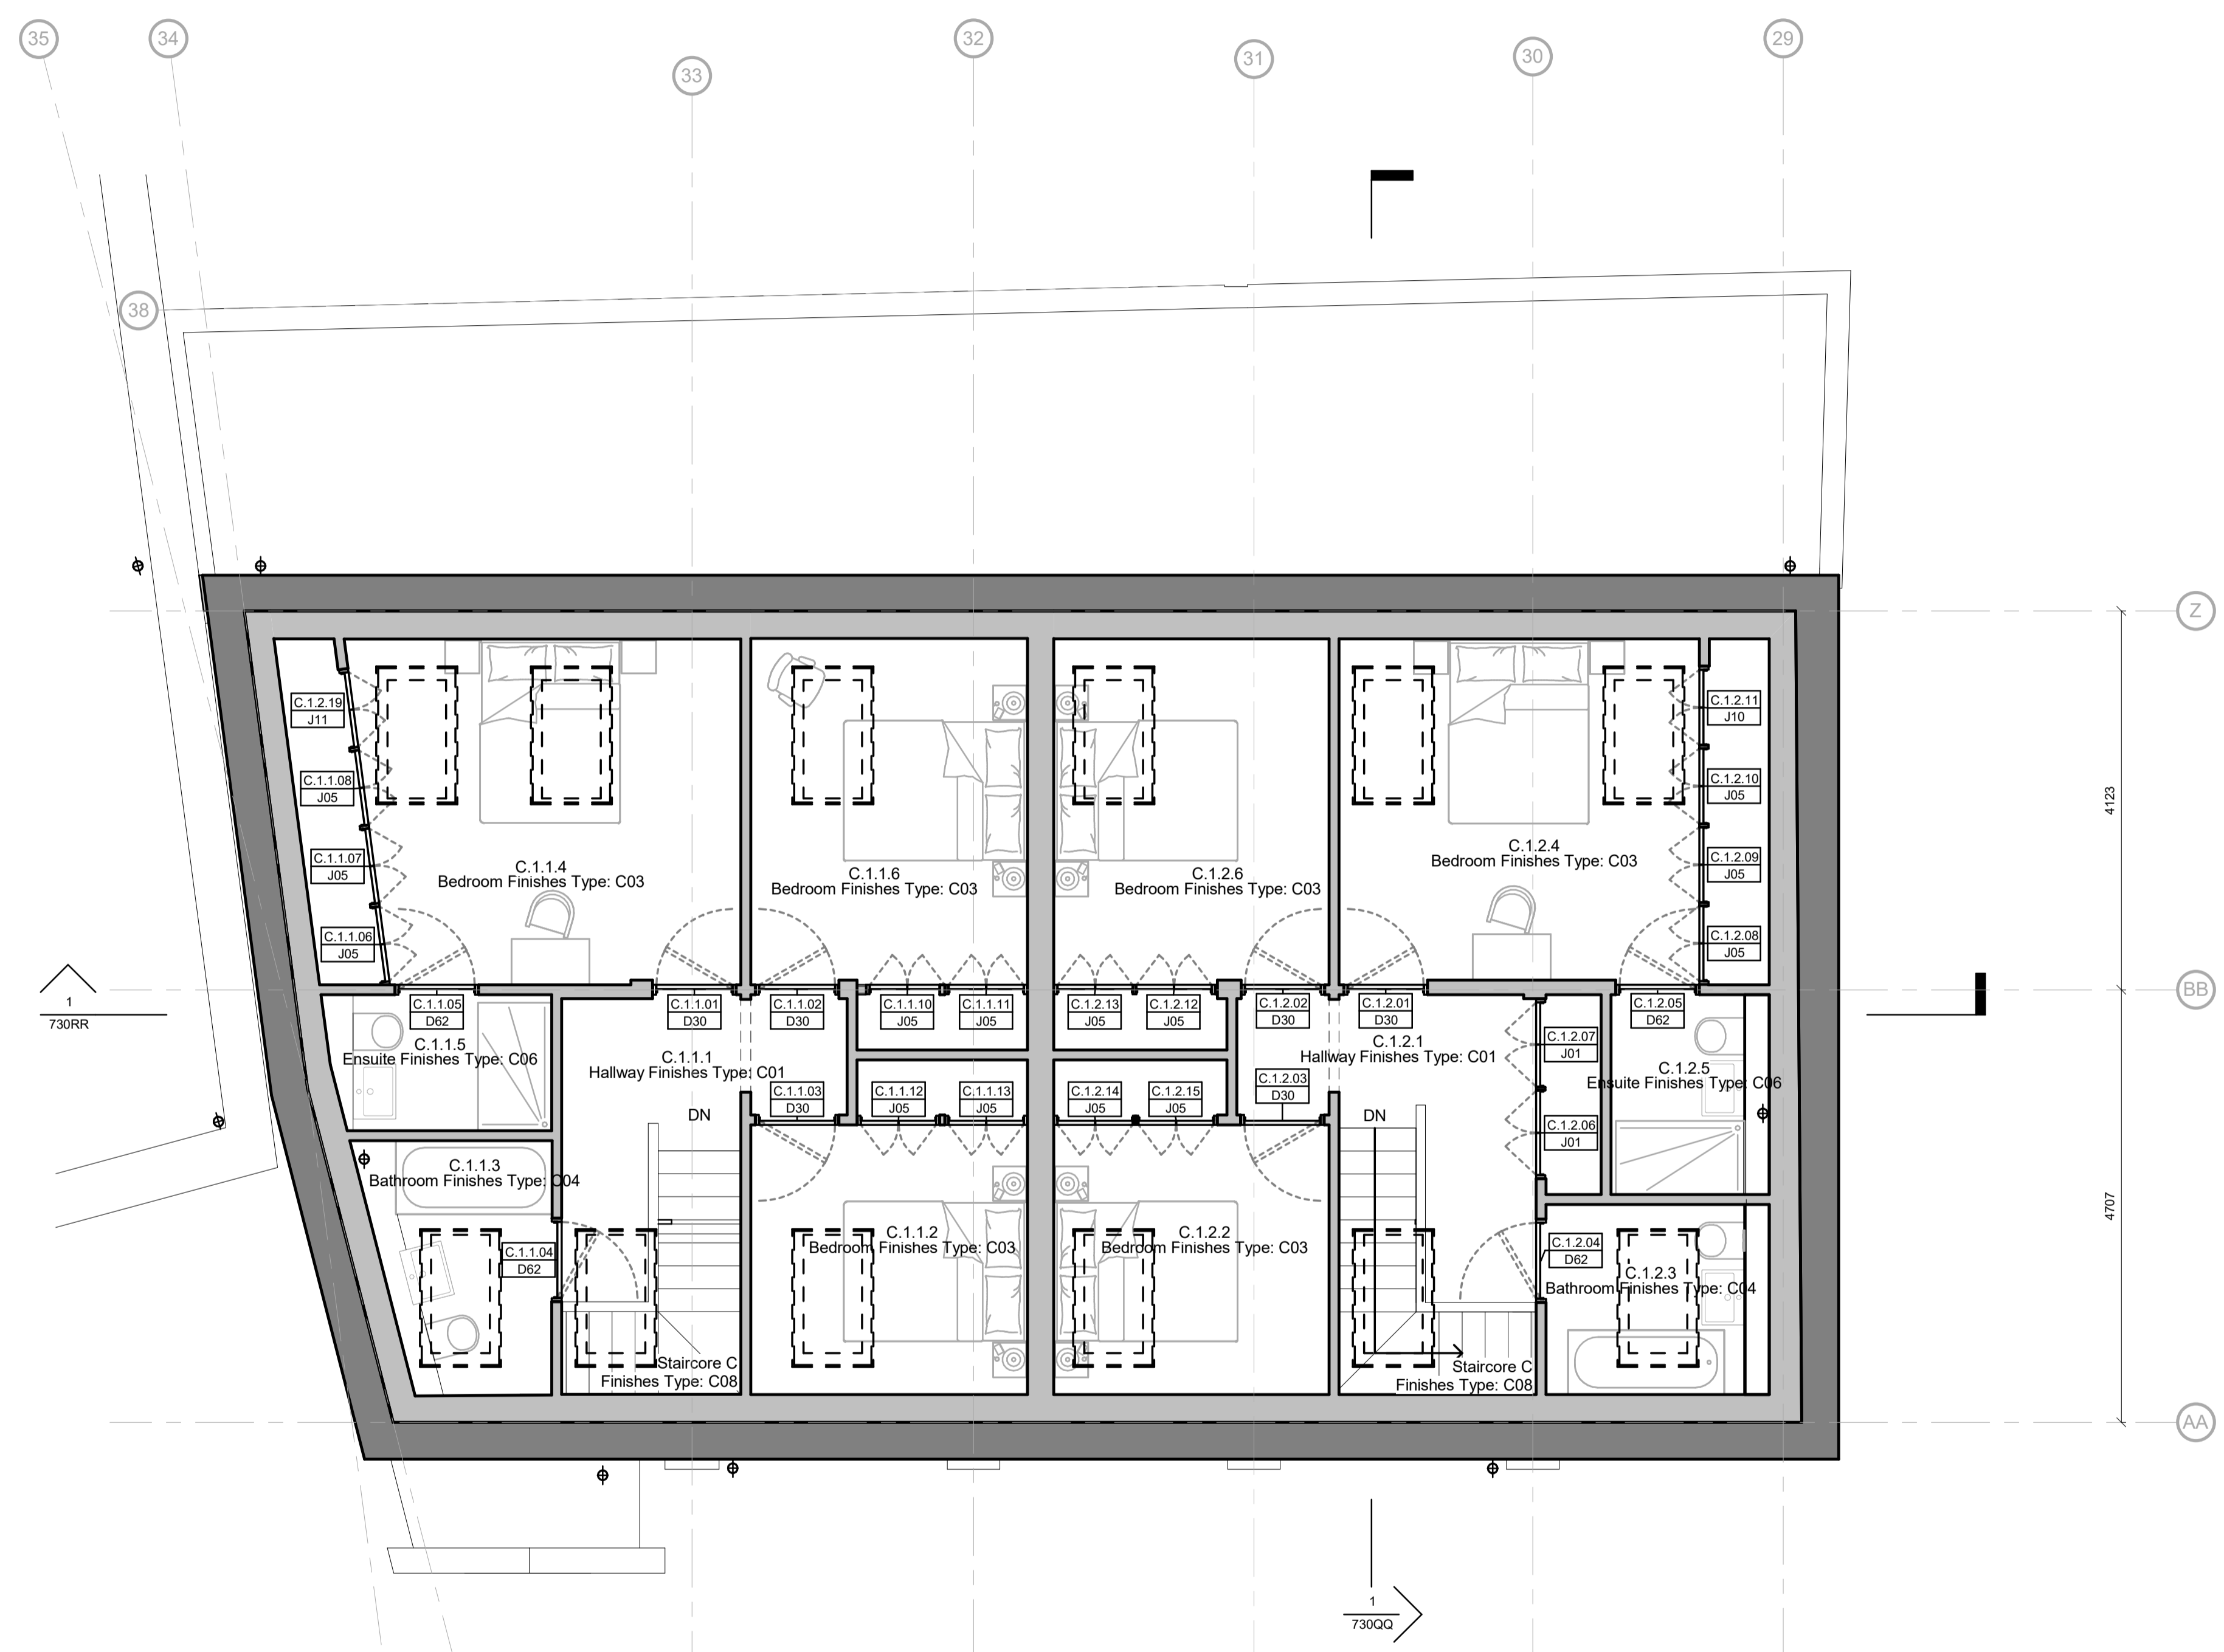 35
34
33
32
31
30
29
38
Z
C.1.2.19
J11
C.1.2.11
J10
C.1.1.08
J05
C.1.2.10
J05
4123
C.1.1.07
J05
C.1.1.4
Bedroom Finishes Type: C03
C.1.1.6
Bedroom Finishes Type: C03
C.1.2.6
Bedroom Finishes Type: C03
C.1.2.4
Bedroom Finishes Type: C03
C.1.2.09
J05
C.1.1.06
J05
C.1.2.08
J05
1
730RR
C.1.1.05
D62
C.1.1.01
D30
C.1.1.02
D30
C.1.1.10
J05
C.1.1.11
J05
C.1.2.13
J05
C.1.2.12
J05
C.1.2.02
D30
C.1.2.01
D30
C.1.2.05
D62
BB
C.1.1.5
Ensuite Finishes Type: C06
C.1.1.1
Hallway Finishes Type: C01
C.1.2.1
Hallway Finishes Type: C01
C.1.2.07
J01
C.1.2.5
Ensuite Finishes Type: C06
C.1.1.03
D30
C.1.1.12
J05
C.1.1.13
J05
C.1.2.14
J05
C.1.2.15
J05
C.1.2.03
D30
DN
DN
C.1.2.06
J01
C.1.1.3
Bathroom Finishes Type: C04
4707
C.1.1.04
D62
C.1.1.2
Bedroom Finishes Type: C03
C.1.2.2
Bedroom Finishes Type: C03
C.1.2.04
D62
C.1.2.3
Bathroom Finishes Type: C04
Staircore C
Finishes Type: C08
Staircore C
Finishes Type: C08
AA
1
730QQ